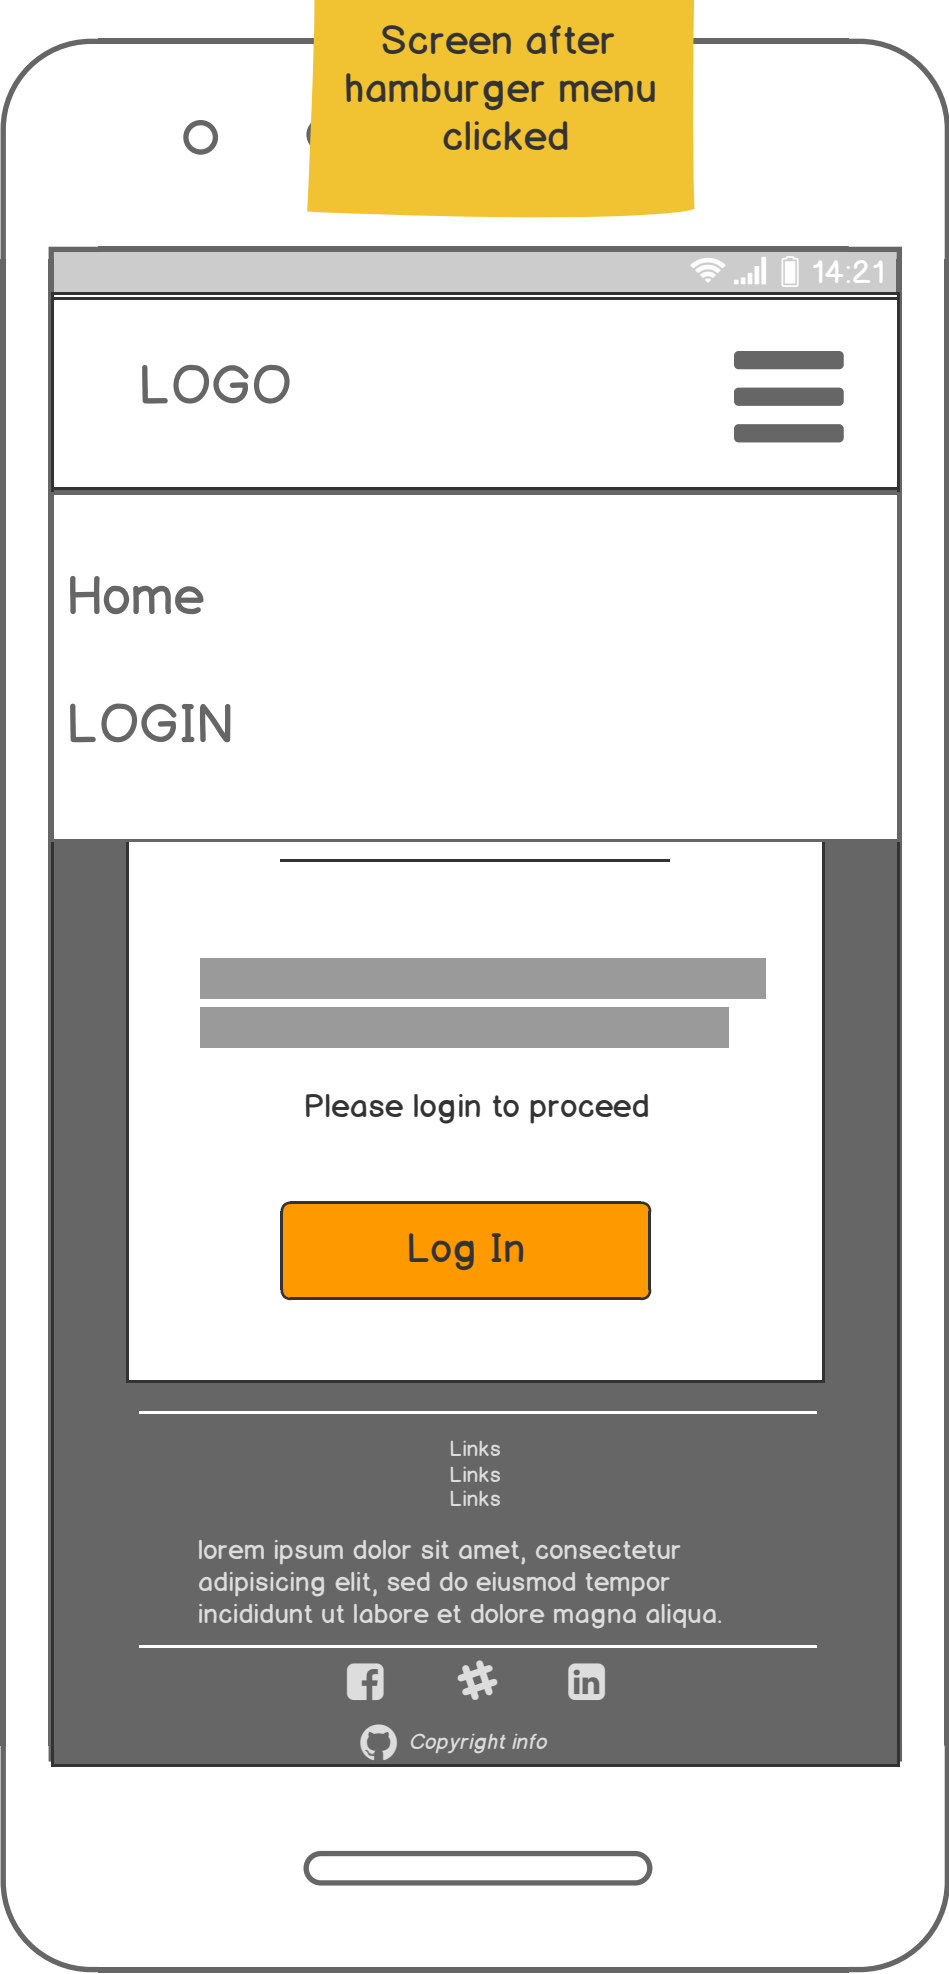 Screen after
hamburger menu
clicked
14:21
LOGO
Home
LOGIN
Please login to proceed
Log In
Links
Links
Links
lorem ipsum dolor sit amet, consectetur
adipisicing elit, sed do eiusmod tempor
incididunt ut labore et dolore magna aliqua.
Copyright info